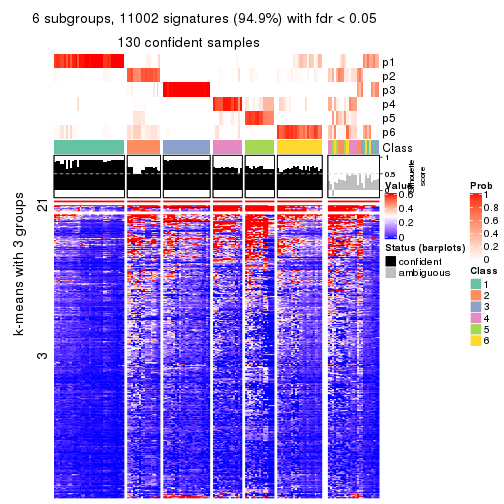 6 subgroups, 11002 signatures (94.9%) with fdr < 0.05
130 confident samples
p1
p2
p3
p4
p5
p6
Class
1
0.5
0
Silhouette
score
k-means with 3 groups
21
3
Value
0.6
0.4
0.2
0
Status (barplots)
confident
ambiguous
Prob
1
0.8
0.6
0.4
0.2
0
Class
1
2
3
4
5
6